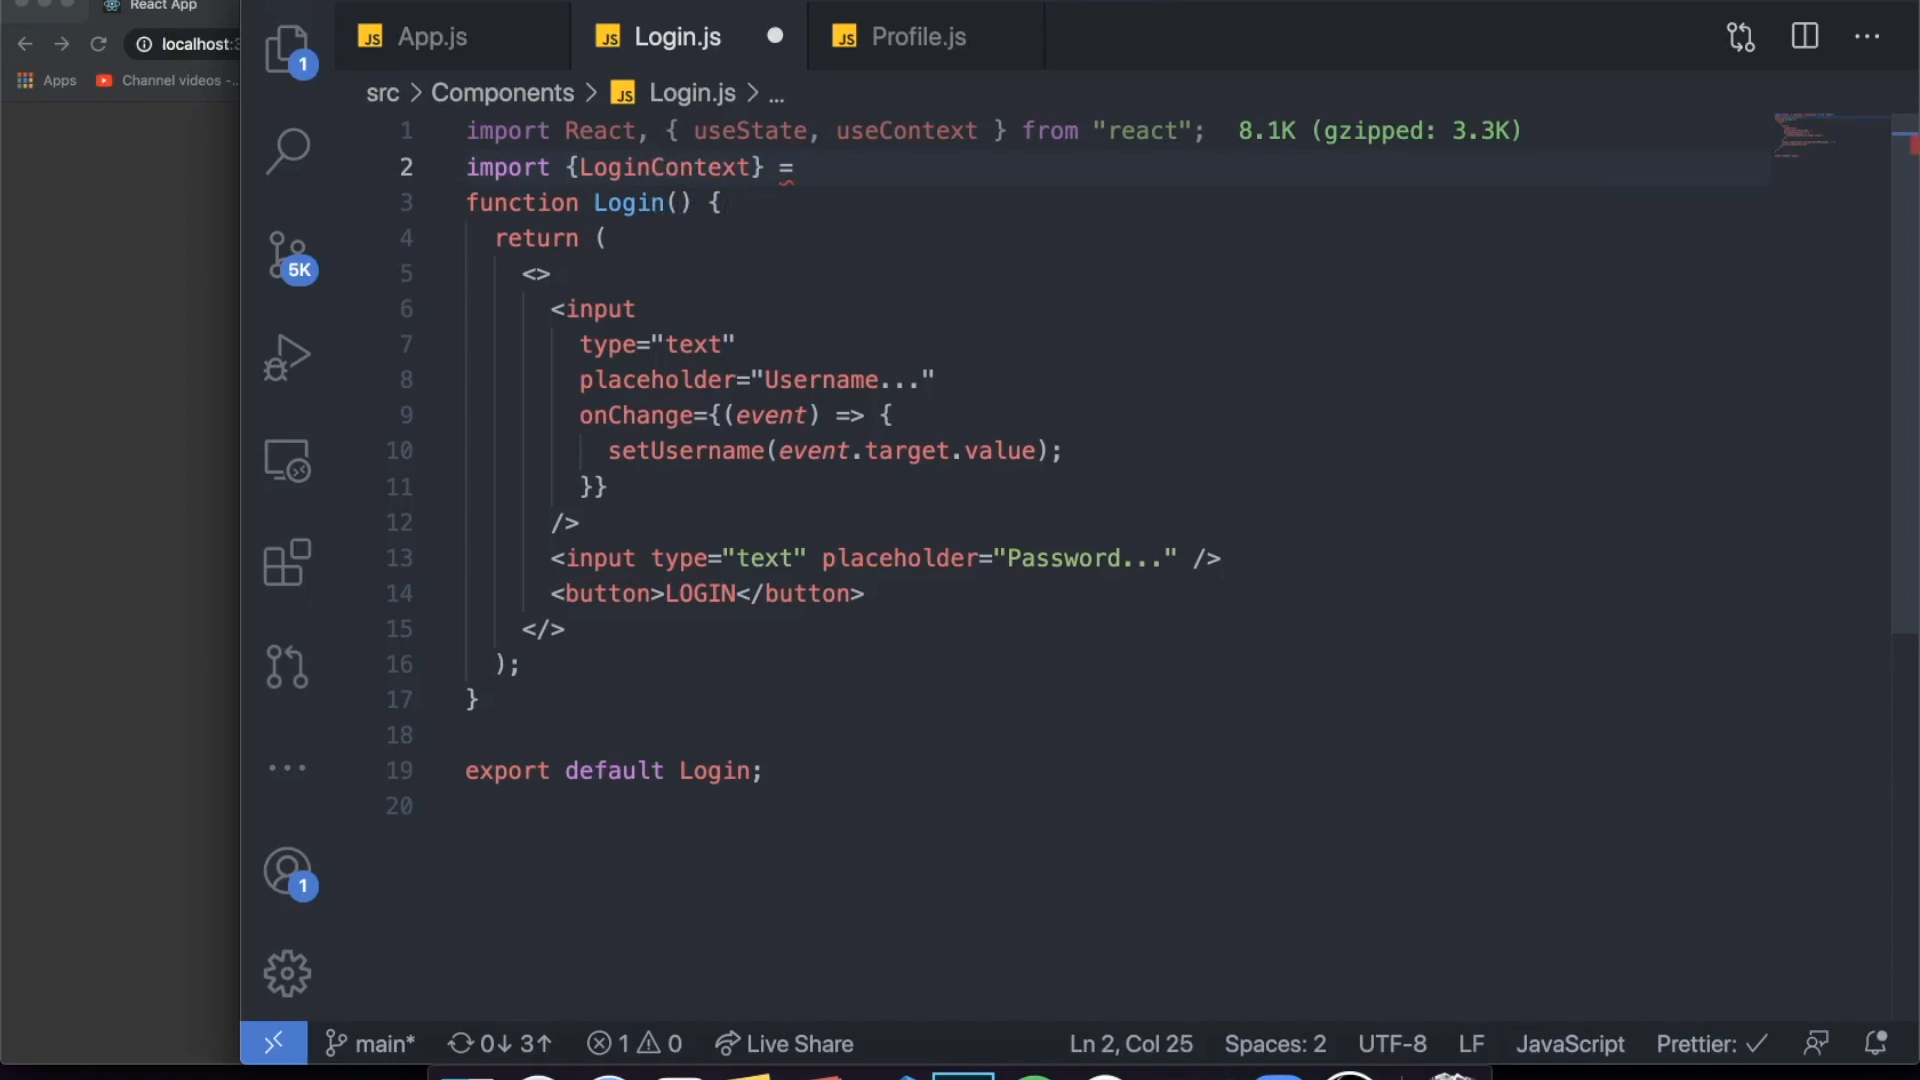 React App
localhost:3
Apps
Channel videos -..
1
5K
1
JS App.js
JS Login.js
JS Profile.js
src > Components > JS Login.js > ...
1 import React, { useState, useContext } from "react"; 8.1K (gzipped: 3.3K)
2 import {LoginContext} =
3 function Login() {
4 return (
5 <>
6 <input
7 type="text"
8 placeholder="Username..."
9 onChange={(event) => {
10 setUsername(event.target.value);
11 }}
12 />
13 <input type="text" placeholder="Password..." />
14 <button>LOGIN</button>
15 </>
16 );
17 }
18
19 export default Login;
20
main* 0↓ 3↑ 1 0 Live Share Ln 2, Col 25 Spaces: 2 UTF-8 LF JavaScript Prettier: ✓